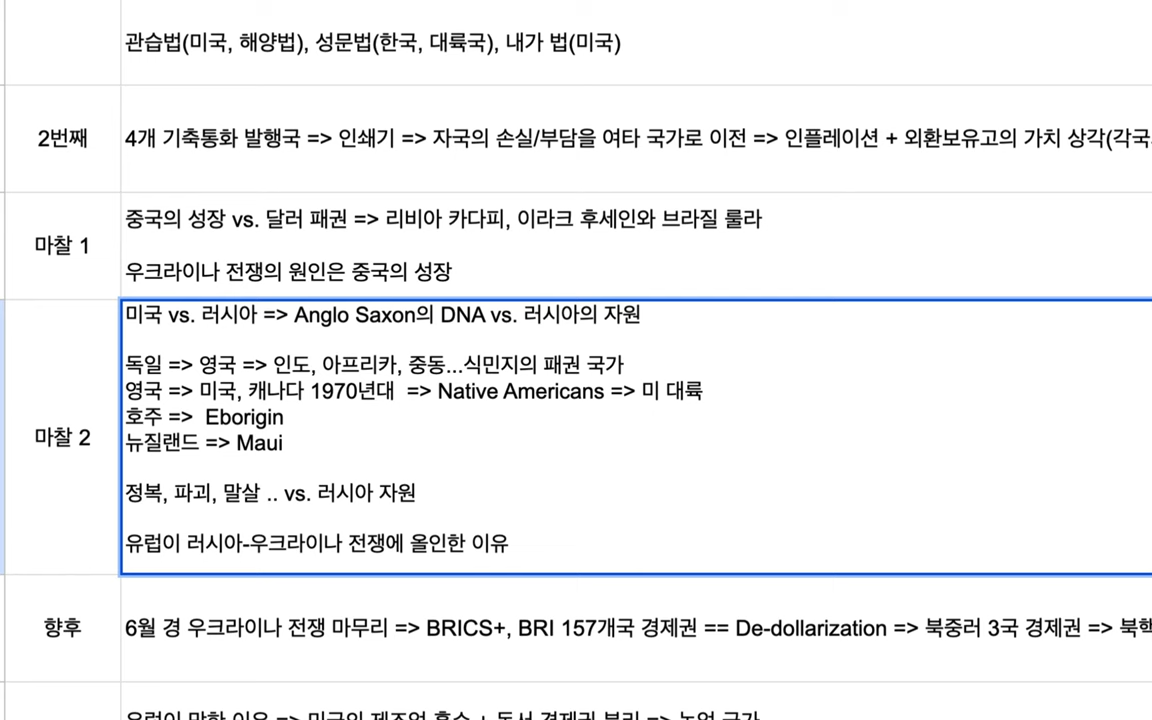 관습법(미국, 해양법), 성문법(한국, 대륙국), 내가 법(미국)
2번째
4개 기축통화 발행국 => 인쇄기 => 자국의 손실/부담을 여타 국가로 이전 => 인플레이션 + 외환보유고의 가치 상각(각국
마찰 1
중국의 성장 vs. 달러 패권 => 리비아 카다피, 이라크 후세인와 브라질 룰라
우크라이나 전쟁의 원인은 중국의 성장
마찰 2
미국 vs. 러시아 => Anglo Saxon의 DNA vs. 러시아의 자원
독일 => 영국 => 인도, 아프리카, 중동...식민지의 패권 국가
영국 => 미국, 캐나다 1970년대 => Native Americans => 미 대륙
호주 => Eborigin
뉴질랜드 => Maui
정복, 파괴, 말살 .. vs. 러시아 자원
유럽이 러시아-우크라이나 전쟁에 올인한 이유
향후
6월 경 우크라이나 전쟁 마무리 => BRICS+, BRI 157개국 경제권 == De-dollarization => 북중러 3국 경제권 => 북핵